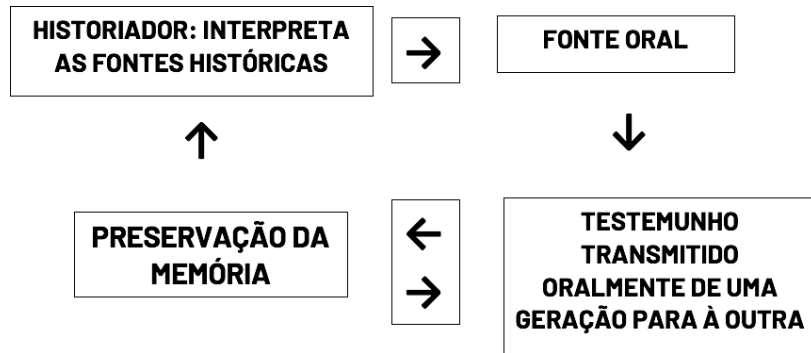 HISTORIADOR: INTERPRETA
AS FONTES HISTÓRICAS
FONTE ORAL
PRESERVAÇÃO DA
MEMÓRIA
TESTEMUNHO
TRANSMITIDO
ORALMENTE DE UMA
GERAÇÃO PARA À OUTRA